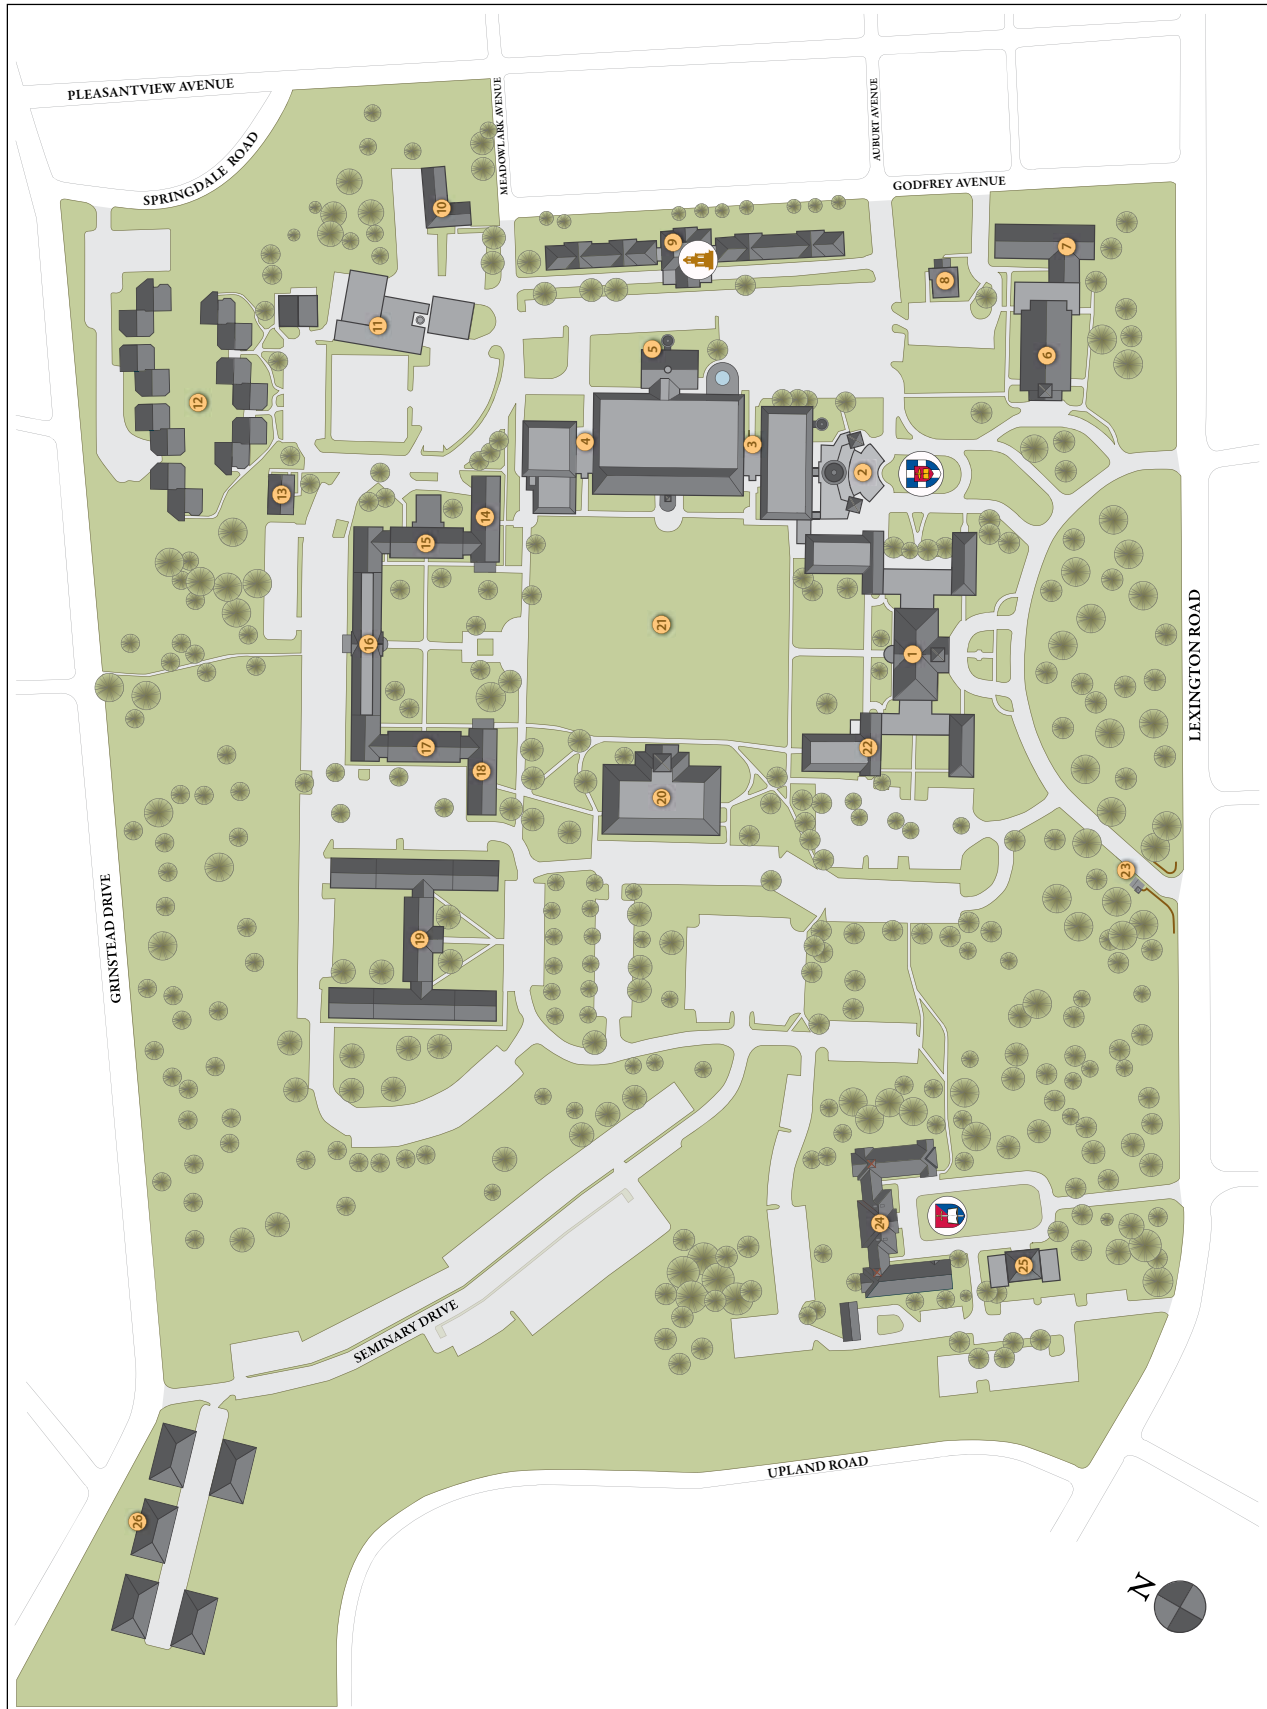 PLEASANTVIEW AVENUE
SPRINGDALE ROAD
MEADOWLARK AVENUE
AUBURT AVENUE
GODFREY AVENUE
10
9
7
8
11
5
6
12
4
3
2
13
14
15
21
16
1
LEXINGTON ROAD
17
22
18
20
23
GRINSTEAD DRIVE
19
24
25
SEMINARY DRIVE
UPLAND ROAD
26
N